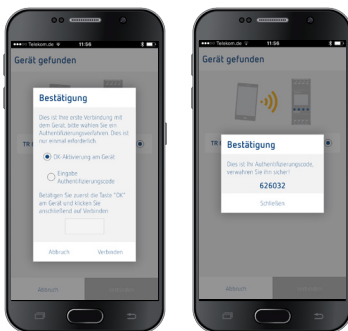 Telekom.de 11:56
Gerät gefunden
Bestätigung
Dies ist Ihre erste Verbindung mit
dem Gerät, bitte wählen Sie ein
Authentifizierungsverfahren. Dies ist
nur einmal erforderlich.
OK-Aktivierung am Gerät
Eingabe
Authentifizierungscode
Betätigen Sie zuerst die Taste "OK"
am Gerät und klicken Sie
anschließend auf Verbinden
Abbruch Verbinden
Abbruch
Telekom.de 11:56
Gerät gefunden
Bestätigung
Dies ist Ihr Authentifizierungscode,
verwahren Sie ihn sicher!
626032
Schließen
Abbruch